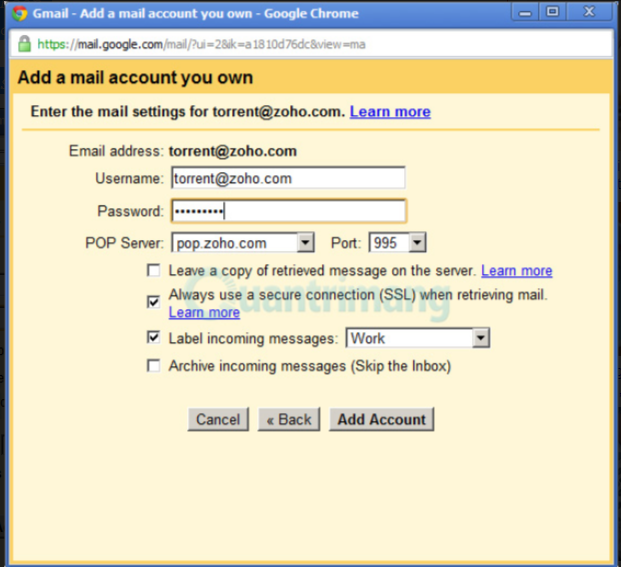 Gmail - Add a mail account you own - Google Chrome
https://mail.google.com/mail/?ui=2&ik=a1810d76dc&view=ma
Add a mail account you own
Enter the mail settings for torrent@zoho.com. Learn more
Email address: torrent@zoho.com
Username: torrent@zoho.com
Password: •••••••••
POP Server: pop.zoho.com Port: 995
Leave a copy of retrieved message on the server. Learn more
Always use a secure connection (SSL) when retrieving mail.
Learn more
Quantrimang
Label incoming messages: Work
Archive incoming messages (Skip the Inbox)
Cancel « Back Add Account